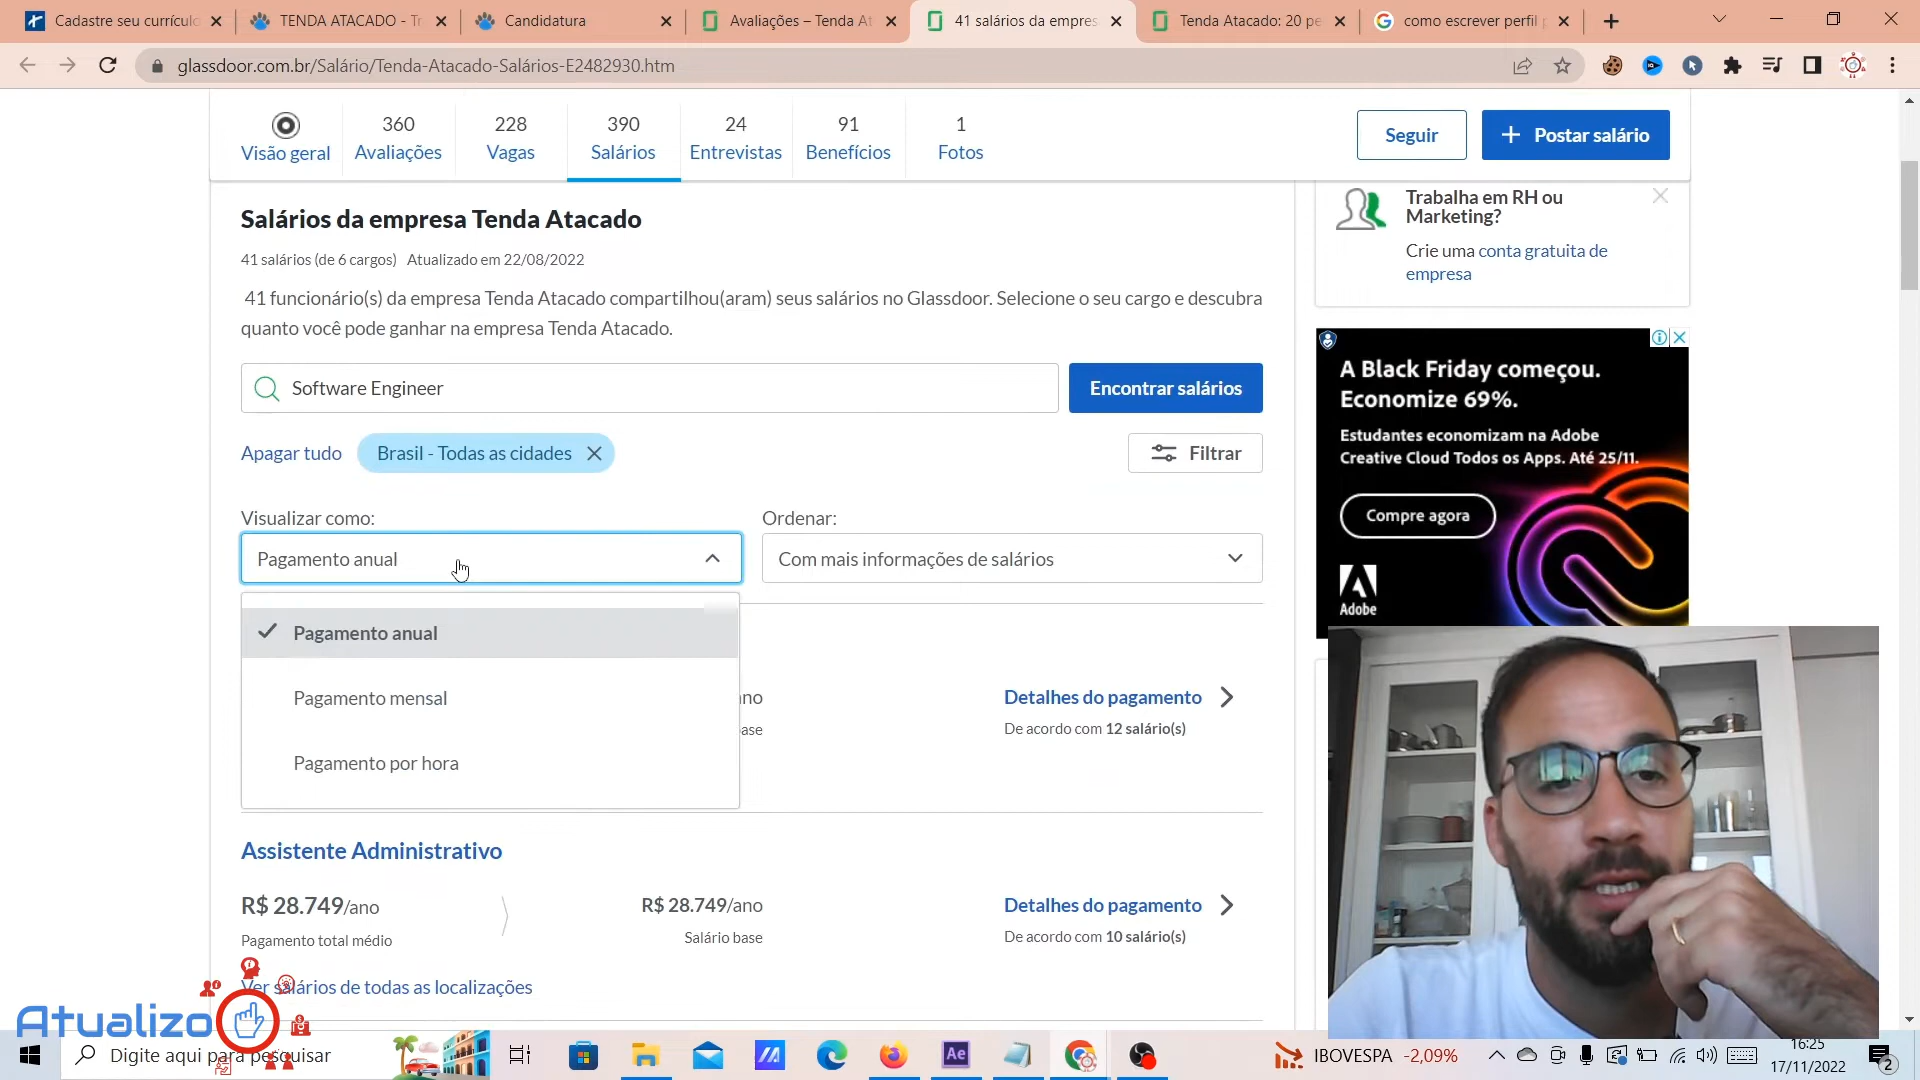 Cadastre seu currículo
TENDA ATACADO - Tr
Candidatura
Avaliações – Tenda At
41 salários da empres
Tenda Atacado: 20 pe
como escrever perfil
glassdoor.com.br/Salário/Tenda-Atacado-Salários-E2482930.htm
Visão geral
360
Avaliações
228
Vagas
390
Salários
24
Entrevistas
91
Benefícios
1
Fotos
Seguir
Postar salário
Salários da empresa Tenda Atacado
41 salários (de 6 cargos) Atualizado em 22/08/2022
41 funcionário(s) da empresa Tenda Atacado compartilhou(aram) seus salários no Glassdoor. Selecione o seu cargo e descubra
quanto você pode ganhar na empresa Tenda Atacado.
Software Engineer
Encontrar salários
Apagar tudo
Brasil - Todas as cidades
Filtrar
Visualizar como:
Pagamento anual
Ordenar:
Com mais informações de salários
Pagamento anual
Pagamento mensal
Pagamento por hora
Detalhes do pagamento
De acordo com 12 salário(s)
Assistente Administrativo
R$ 28.749/ano
Pagamento total médio
R$ 28.749/ano
Salário base
Detalhes do pagamento
De acordo com 10 salário(s)
Ver salários de todas as localizações
Trabalha em RH ou
Marketing?
Crie uma conta gratuita de
empresa
A Black Friday começou.
Economize 69%.
Estudantes economizam na Adobe
Creative Cloud Todos os Apps. Até 25/11.
Compre agora
Adobe
Atualizo
Digite aqui para pesquisar
Ae
IBOVESPA -2,09%
16:25
17/11/2022
2